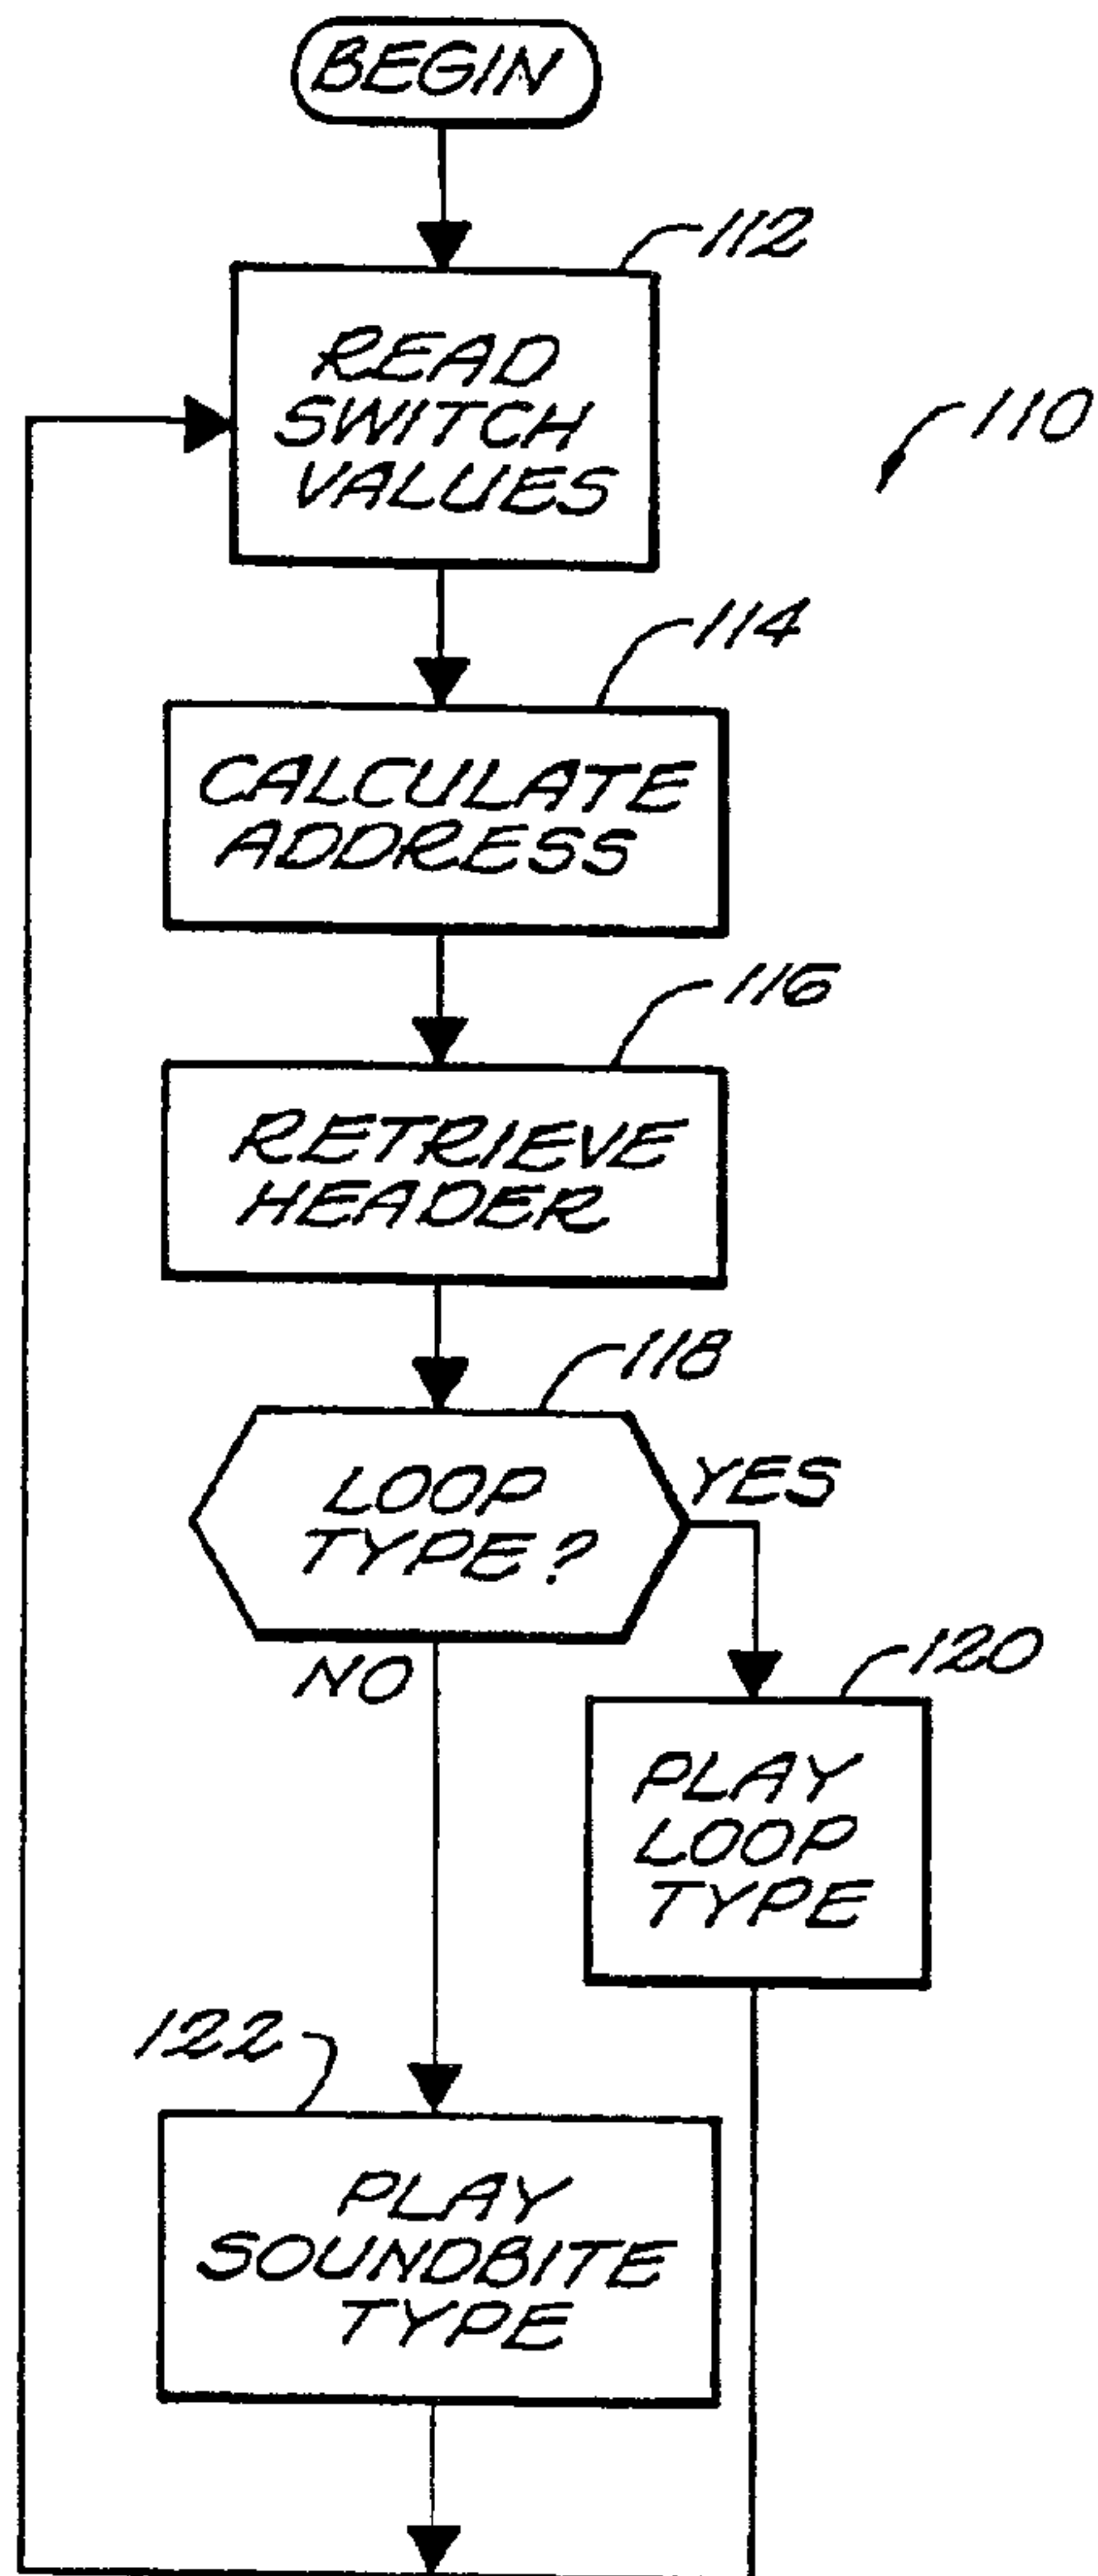 BEGIN
112
READ
SWITCH
VALUES
110
114
CALCULATE
ADDRESS
116
RETRIEVE
HEADER
118
LOOP
TYPE?
YES
NO
120
PLAY
LOOP
TYPE
122
PLAY
SOUNDBITE
TYPE